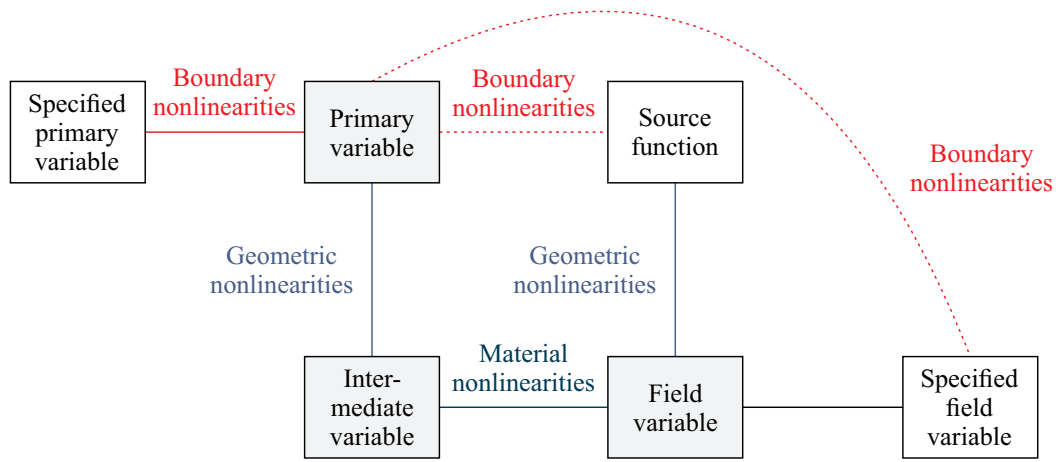 Specified
primary
variable
Boundary
nonlinearities
Primary
variable
Boundary
nonlinearities
Source
function
Boundary
nonlinearities
Geometric
nonlinearities
Geometric
nonlinearities
Inter-
mediate
variable
Material
nonlinearities
Field
variable
Specified
field
variable